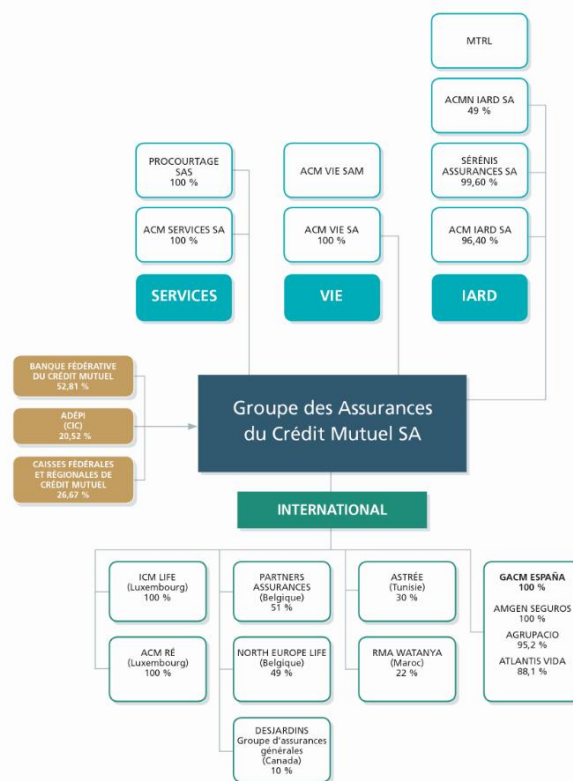 MTRL
ACMN IARD SA
49 %
PROCOURTAGE
SAS
100 %
ACM VIE SAM
SÉRÉNIS
ASSURANCES SA
99,60 %
ACM SERVICES SA
100 %
ACM VIE SA
100 %
ACM IARD SA
96,40 %
SERVICES
VIE
IARD
BANQUE FÉDÉRATIVE
DU CRÉDIT MUTUEL
52,81 %
ADÉPI
(CIC)
20,52 %
CAISSES FÉDÉRALES
ET RÉGIONALES DE
CRÉDIT MUTUEL
26,67 %
Groupe des Assurances
du Crédit Mutuel SA
INTERNATIONAL
ICM LIFE
(Luxembourg)
100 %
PARTNERS
ASSURANCES
(Belgique)
51 %
ASTRÉE
(Tunisie)
30 %
GACM ESPAÑA
100 %
AMGEN SEGUROS
100 %
AGRUPACIO
95,2 %
ATLANTIS VIDA
88,1 %
ACM RÉ
(Luxembourg)
100 %
NORTH EUROPE LIFE
(Belgique)
49 %
RMA WATANYA
(Maroc)
22 %
DESJARDINS
Groupe d'assurances
générales
(Canada)
10 %